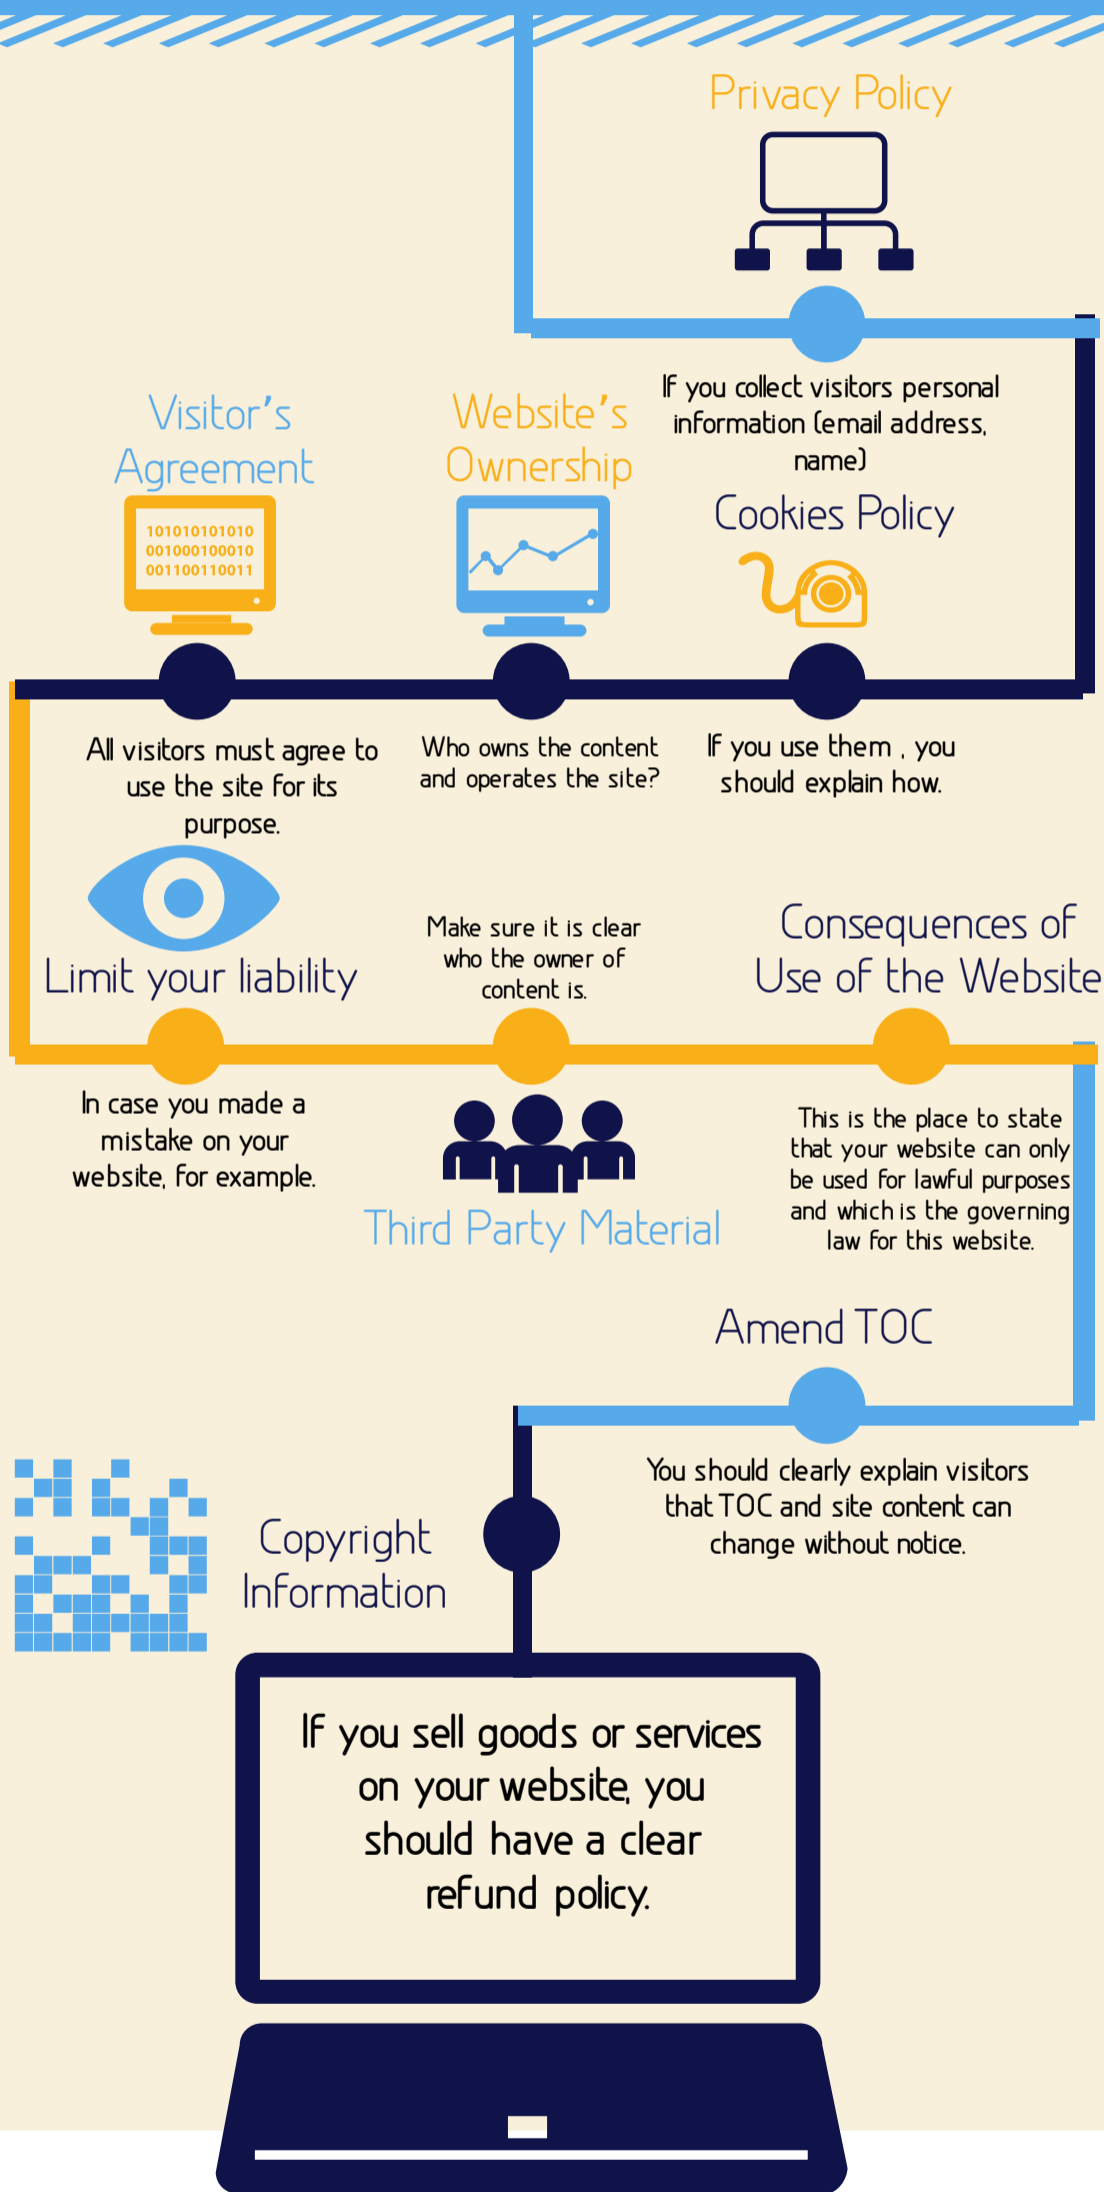 Privacy Policy
If you collect visitors personal
information (email address,
name)
Cookies Policy
If you use them , you
should explain how.
Website's
Ownership
Who owns the content
and operates the site?
Visitor's
Agreement
101010101010
001000100010
001100110011
All visitors must agree to
use the site for its
purpose.
Limit your liability
In case you made a
mistake on your
website, for example.
Make sure it is clear
who the owner of
content is.
Third Party Material
Consequences of
Use of the Website
This is the place to state
that your website can only
be used for lawful purposes
and which is the governing
law for this website.
Amend TOC
You should clearly explain visitors
that TOC and site content can
change without notice.
Copyright
Information
If you sell goods or services
on your website, you
should have a clear
refund policy.